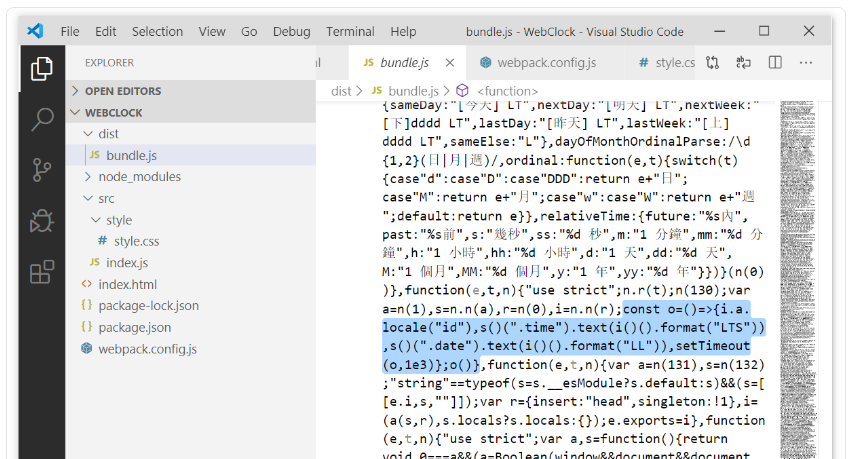 File Edit Selection View Go Debug Terminal Help bundle.js - WebClock - Visual Studio Code
EXPLORER
JS bundle.js
webpack.config.js
# style.cs
OPEN EDITORS
WEBCLOCK
dist
JS bundle.js
node_modules
src
style
# style.css
JS index.js
<> index.html
{} package-lock.json
{} package.json
webpack.config.js
dist > JS bundle.js > <function>
{sameDay:"[今天] LT",nextDay:"[明天] LT",nextWeek:"
[下]dddd LT",lastDay:"[昨天] LT",lastWeek:"[上]
dddd LT",sameElse:"L"},dayOfMonthOrdinalParse:/\d
{1,2}(日|月|週)/,ordinal:function(e,t){switch(t)
{case"d":case"D":case"DDD":return e+"日";
case"M":return e+"月";case"w":case"W":return e+"週
";default:return e}},relativeTime:{future:"%s內",
past:"%s前",s:"幾秒",ss:"%d 秒",m:"1 分鐘",mm:"%d 分
鐘",h:"1 小時",hh:"%d 小時",d:"1 天",dd:"%d 天",
M:"1 個月",MM:"%d 個月",y:"1 年",yy:"%d 年"}})}(n(0)
)},function(e,t,n){"use strict";n.r(t);n(130);var
a=n(1),s=n.n(a),r=n(0),i=n.n(r);const o=()=>{i.a.
locale("id"),s()(".time").text(i()().format("LTS"))
,s()(".date").text(i()().format("LL")),setTimeout
(o,1e3)};o()},function(e,t,n){var a=n(131),s=n(132)
;"string"==typeof(s=s.__esModule?s.default:s)&&(s=[
[e.i,s,""]]);var r={insert:"head",singleton:!1},i=
(a(s,r),s.locals?s.locals:{});e.exports=i},function
(e,t,n){"use strict";var a,s=function(){return
void 0===a&&(a=Boolean(window&&document&&document